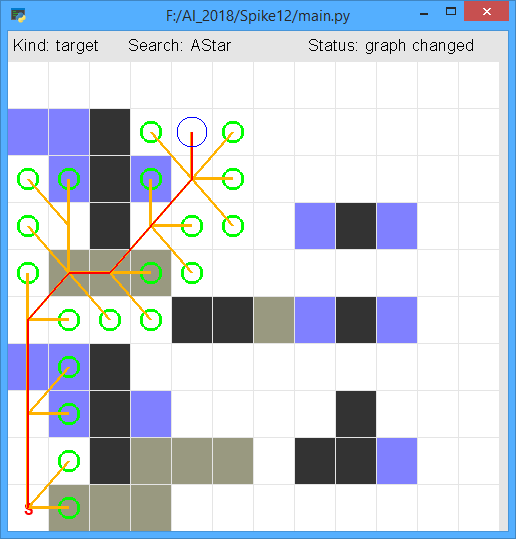 F:/AI_2018/Spike12/main.py
Kind: target Search: AStar Status: graph changed
S